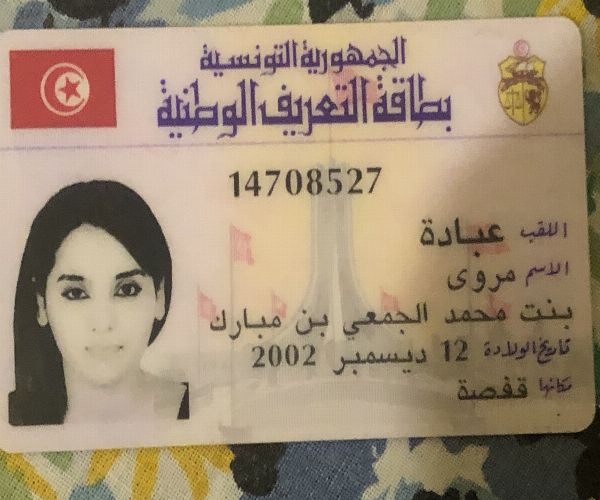 الجمهورية التونسية
بطاقة التعريف الوطنية
14708527
اللقب عبادة
الاسم مروى
بنت محمد الجمعي بن مبارك
تاريخ الولادة 12 ديسمبر 2002
مكانها قفصة